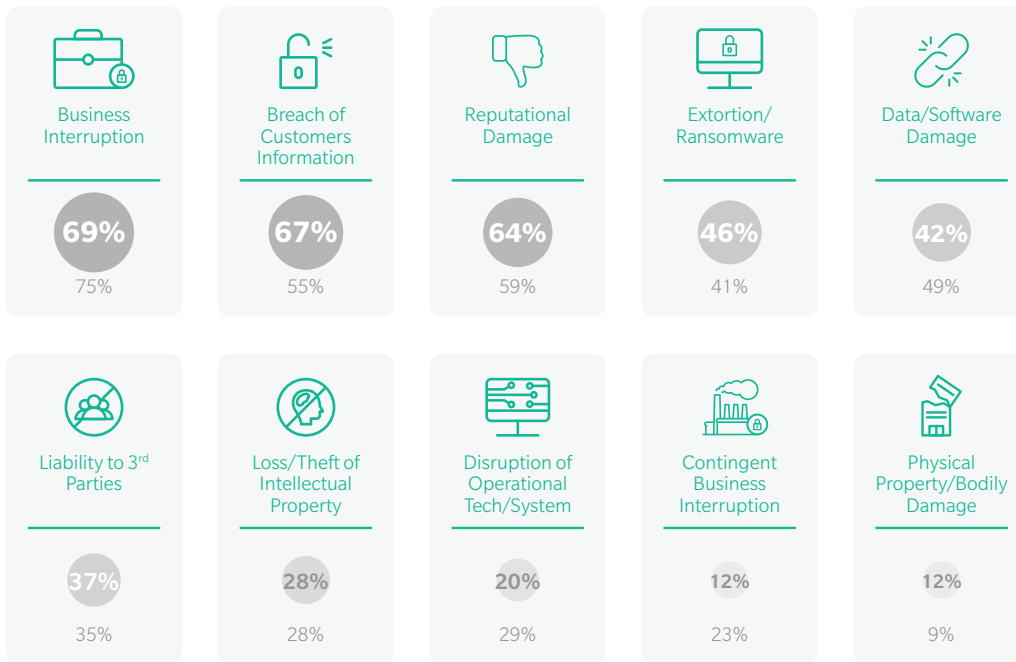 Business
Interruption
69%
75%
Breach of
Customers
Information
67%
55%
Reputational
Damage
64%
59%
Extortion/
Ransomware
46%
41%
Data/Software
Damage
42%
49%
Liability to 3rd
Parties
37%
35%
Loss/Theft of
Intellectual
Property
28%
28%
Disruption of
Operational
Tech/System
20%
29%
Contingent
Business
Interruption
12%
23%
Physical
Property/Bodily
Damage
12%
9%